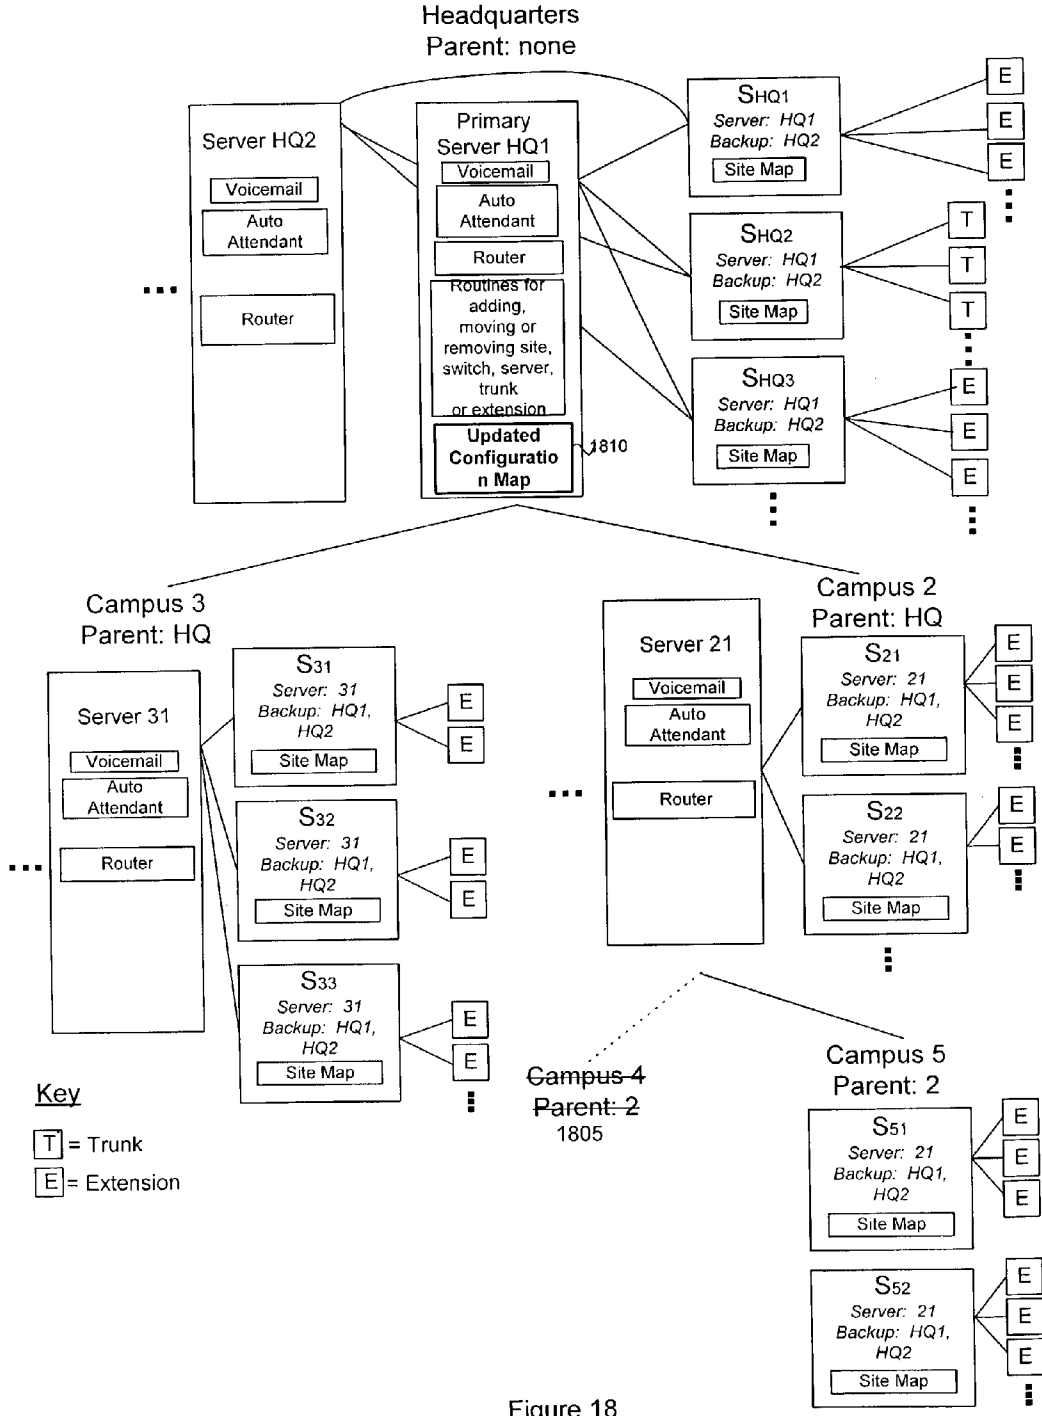 Headquarters
Parent: none
Server HQ2
Voicemail
Auto
Attendant
Router
Primary
Server HQ1
Voicemail
Auto
Attendant
Router
Routines for
adding,
moving or
removing site,
switch, server,
trunk
or extension
Updated
Configuratio
n Map
1810
SHQ1
Server: HQ1
Backup: HQ2
Site Map
E
E
E
SHQ2
Server: HQ1
Backup: HQ2
Site Map
T
T
T
SHQ3
Server: HQ1
Backup: HQ2
Site Map
E
E
E
Campus 3
Parent: HQ
Server 31
Voicemail
Auto
Attendant
Router
S31
Server: 31
Backup: HQ1,
HQ2
Site Map
E
E
S32
Server: 31
Backup: HQ1,
HQ2
Site Map
E
E
S33
Server: 31
Backup: HQ1,
HQ2
Site Map
E
E
Campus 2
Parent: HQ
Server 21
Voicemail
Auto
Attendant
Router
S21
Server: 21
Backup: HQ1,
HQ2
Site Map
E
E
E
S22
Server: 21
Backup: HQ1,
HQ2
Site Map
E
E
Campus 4
Parent: 2
1805
Campus 5
Parent: 2
S51
Server: 21
Backup: HQ1,
HQ2
Site Map
E
E
E
S52
Server: 21
Backup: HQ1,
HQ2
Site Map
E
E
E
Key
T = Trunk
E = Extension
Figure 18